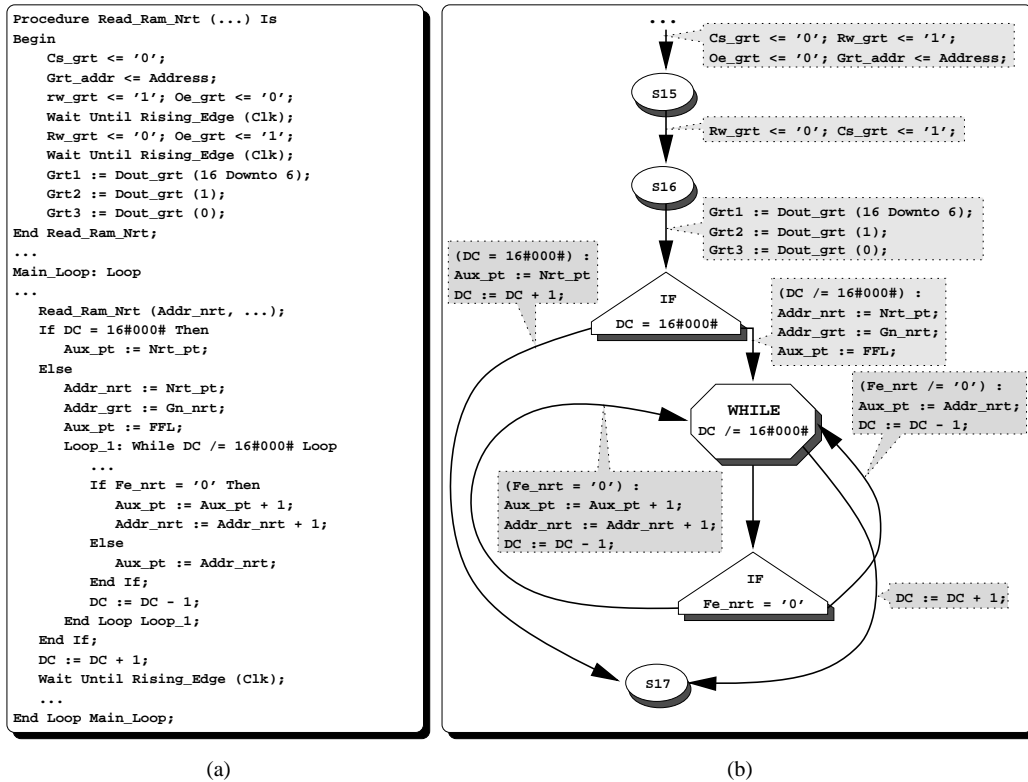 Procedure Read_Ram_Nrt (...) Is
Begin
Cs_grt <= '0';
Grt_addr <= Address;
rw_grt <= '1'; Oe_grt <= '0';
Wait Until Rising_Edge (Clk);
Rw_grt <= '0'; Oe_grt <= '1';
Wait Until Rising_Edge (Clk);
Grt1 := Dout_grt (16 Downto 6);
Grt2 := Dout_grt (1);
Grt3 := Dout_grt (0);
End Read_Ram_Nrt;
...
Main_Loop: Loop
...
Read_Ram_Nrt (Addr_nrt, ...);
If DC = 16#000# Then
Aux_pt := Nrt_pt;
Else
Addr_nrt := Nrt_pt;
Addr_grt := Gn_nrt;
Aux_pt := FFL;
Loop_1: While DC /= 16#000# Loop
...
If Fe_nrt = '0' Then
Aux_pt := Aux_pt + 1;
Addr_nrt := Addr_nrt + 1;
Else
Aux_pt := Addr_nrt;
End If;
DC := DC - 1;
End Loop Loop_1;
End If;
DC := DC + 1;
Wait Until Rising_Edge (Clk);
...
End Loop Main_Loop;
(a)
...
Cs_grt <= '0'; Rw_grt <= '1';
Oe_grt <= '0'; Grt_addr <= Address;
S15
Rw_grt <= '0'; Cs_grt <= '1';
S16
Grt1 := Dout_grt (16 Downto 6);
Grt2 := Dout_grt (1);
Grt3 := Dout_grt (0);
(DC = 16#000#) :
Aux_pt := Nrt_pt
DC := DC + 1;
IF
DC = 16#000#
(DC /= 16#000#) :
Addr_nrt := Nrt_pt;
Addr_grt := Gn_nrt;
Aux_pt := FFL;
WHILE
DC /= 16#000#
(Fe_nrt /= '0') :
Aux_pt := Addr_nrt;
DC := DC - 1;
(Fe_nrt = '0') :
Aux_pt := Aux_pt + 1;
Addr_nrt := Addr_nrt + 1;
DC := DC - 1;
IF
Fe_nrt = '0'
DC := DC + 1;
S17
(b)